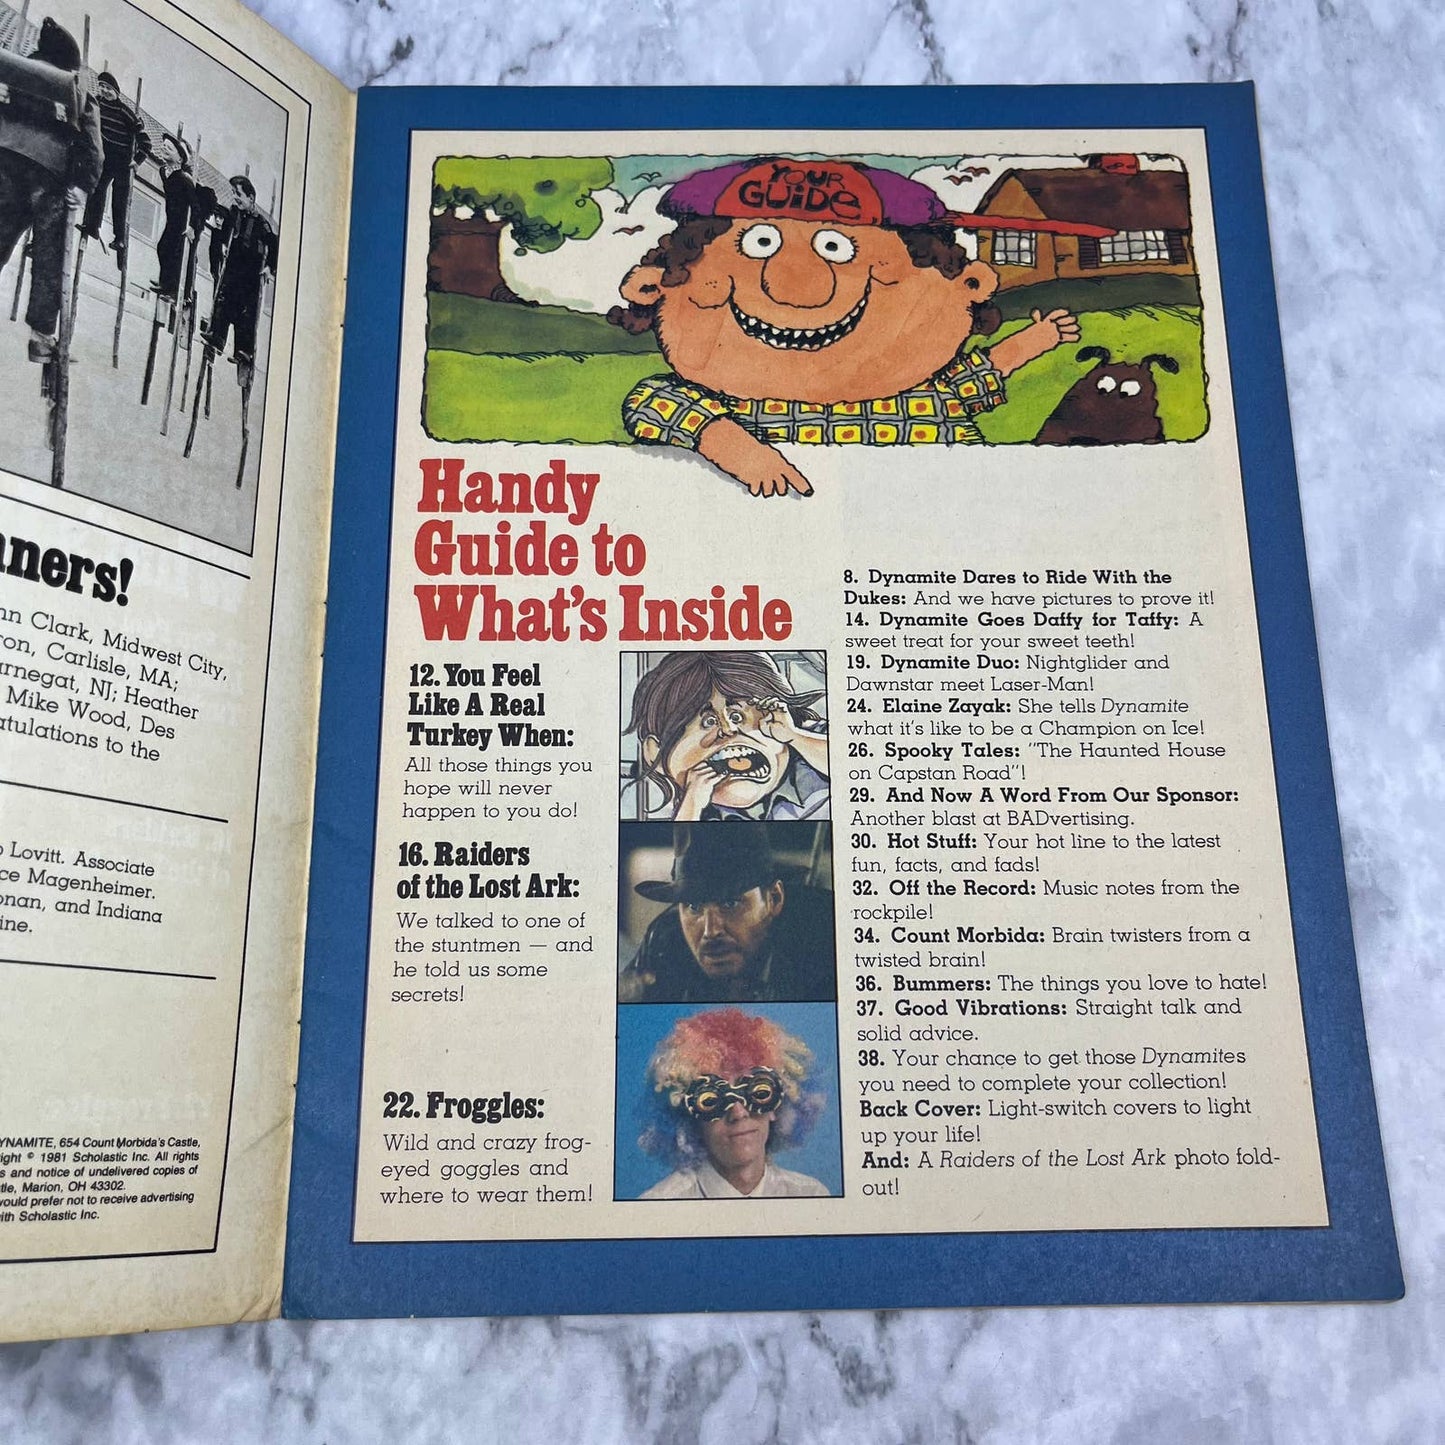 nners!
nn Clark, Midwest City,
ron, Carlisle, MA;
arnegat, NJ; Heather
Mike Wood, Des
atulations to the
Lovitt. Associate
ce Magenheimer.
onan, and Indiana
ine.
YNAMITE, 654 Count Morbida's Castle,
ight © 1981 Scholastic Inc. All rights
s and notice of undelivered copies of
tle, Marion, OH 43302.
would prefer not to receive advertising
with Scholastic Inc.
YOUR
GUIDE
Handy
Guide to
What's Inside
12. You Feel
Like A Real
Turkey When:
All those things you
hope will never
happen to you do!
16. Raiders
of the Lost Ark:
We talked to one of
the stuntmen — and
he told us some
secrets!
22. Froggles:
Wild and crazy frog-
eyed goggles and
where to wear them!
8. Dynamite Dares to Ride With the
Dukes: And we have pictures to prove it!
14. Dynamite Goes Daffy for Taffy: A
sweet treat for your sweet teeth!
19. Dynamite Duo: Nightglider and
Dawnstar meet Laser-Man!
24. Elaine Zayak: She tells Dynamite
what it's like to be a Champion on Ice!
26. Spooky Tales: "The Haunted House
on Capstan Road"!
29. And Now A Word From Our Sponsor:
Another blast at BADvertising.
30. Hot Stuff: Your hot line to the latest
fun, facts, and fads!
32. Off the Record: Music notes from the
rockpile!
34. Count Morbida: Brain twisters from a
twisted brain!
36. Bummers: The things you love to hate!
37. Good Vibrations: Straight talk and
solid advice.
38. Your chance to get those Dynamites
you need to complete your collection!
Back Cover: Light-switch covers to light
up your life!
And: A Raiders of the Lost Ark photo fold-
out!